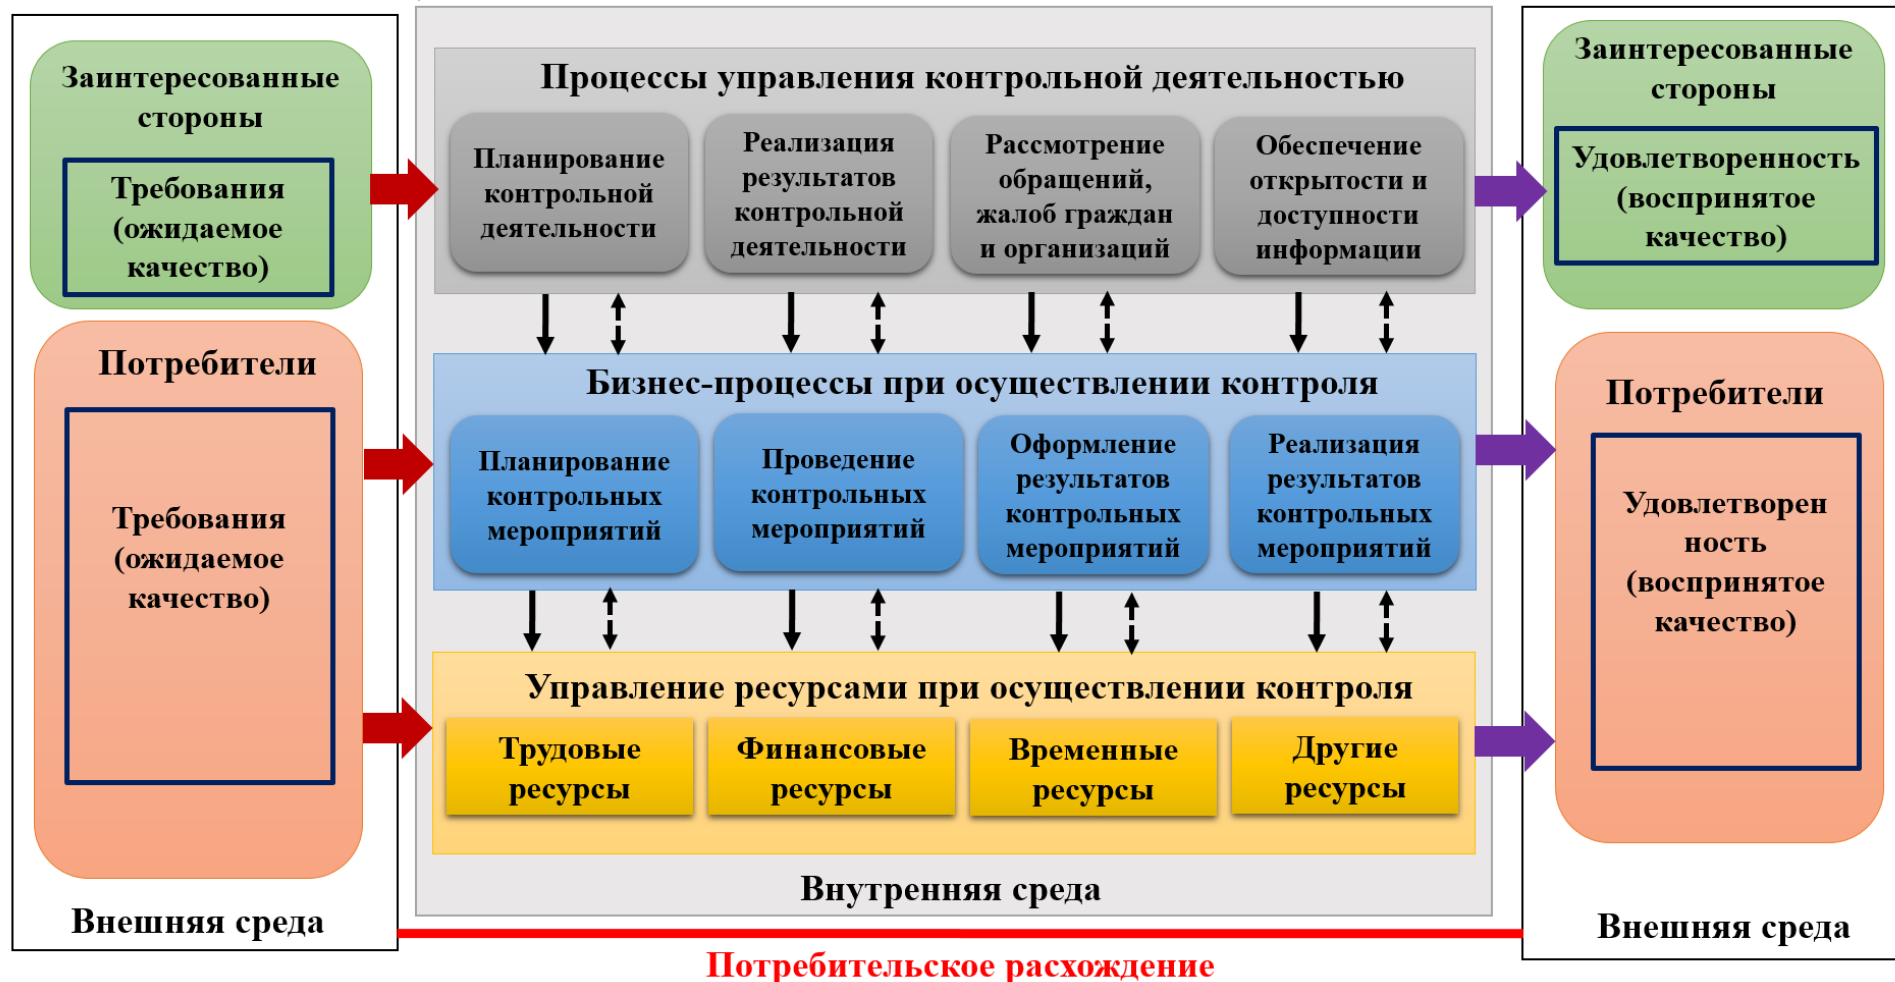 Заинтересованные
стороны
Требования
(ожидаемое
качество)
Потребители
Требования
(ожидаемое
качество)
Внешняя среда
Процессы управления контрольной деятельностью
Планирование
контрольной
деятельности
Реализация
результатов
контрольной
деятельности
Рассмотрение
обращений,
жалоб граждан
и организаций
Обеспечение
открытости и
доступности
информации
Бизнес-процессы при осуществлении контроля
Планирование
контрольных
мероприятий
Проведение
контрольных
мероприятий
Оформление
результатов
контрольных
мероприятий
Реализация
результатов
контрольных
мероприятий
Управление ресурсами при осуществлении контроля
Трудовые
ресурсы
Финансовые
ресурсы
Временные
ресурсы
Другие
ресурсы
Внутренняя среда
Заинтересованные
стороны
Удовлетворенность
(воспринятое
качество)
Потребители
Удовлетворен
ность
(воспринятое
качество)
Внешняя среда
Потребительское расхождение